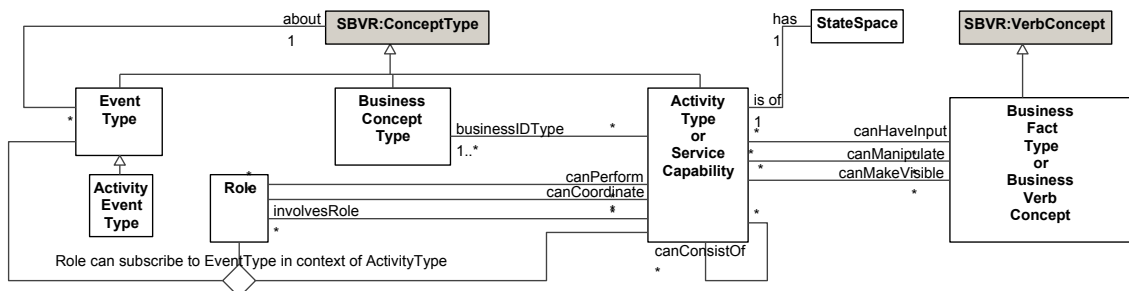 about
1
SBVR:ConceptType
has
1
StateSpace
SBVR:VerbConcept
Event
Type
*
Business
Concept
Type
businessIDType
1..*
*
Activity
Type
or
Service
Capability
is of
1
*
canHaveInput
*
canManipulate
*
*
canMakeVisible
*
*
Business
Fact
Type
or
Business
Verb
Concept
Activity
Event
Type
Role
*
*
canPerform
canCoordinate
*
*
involvesRole
*
*
canConsistOf
*
*
Role can subscribe to EventType in context of ActivityType